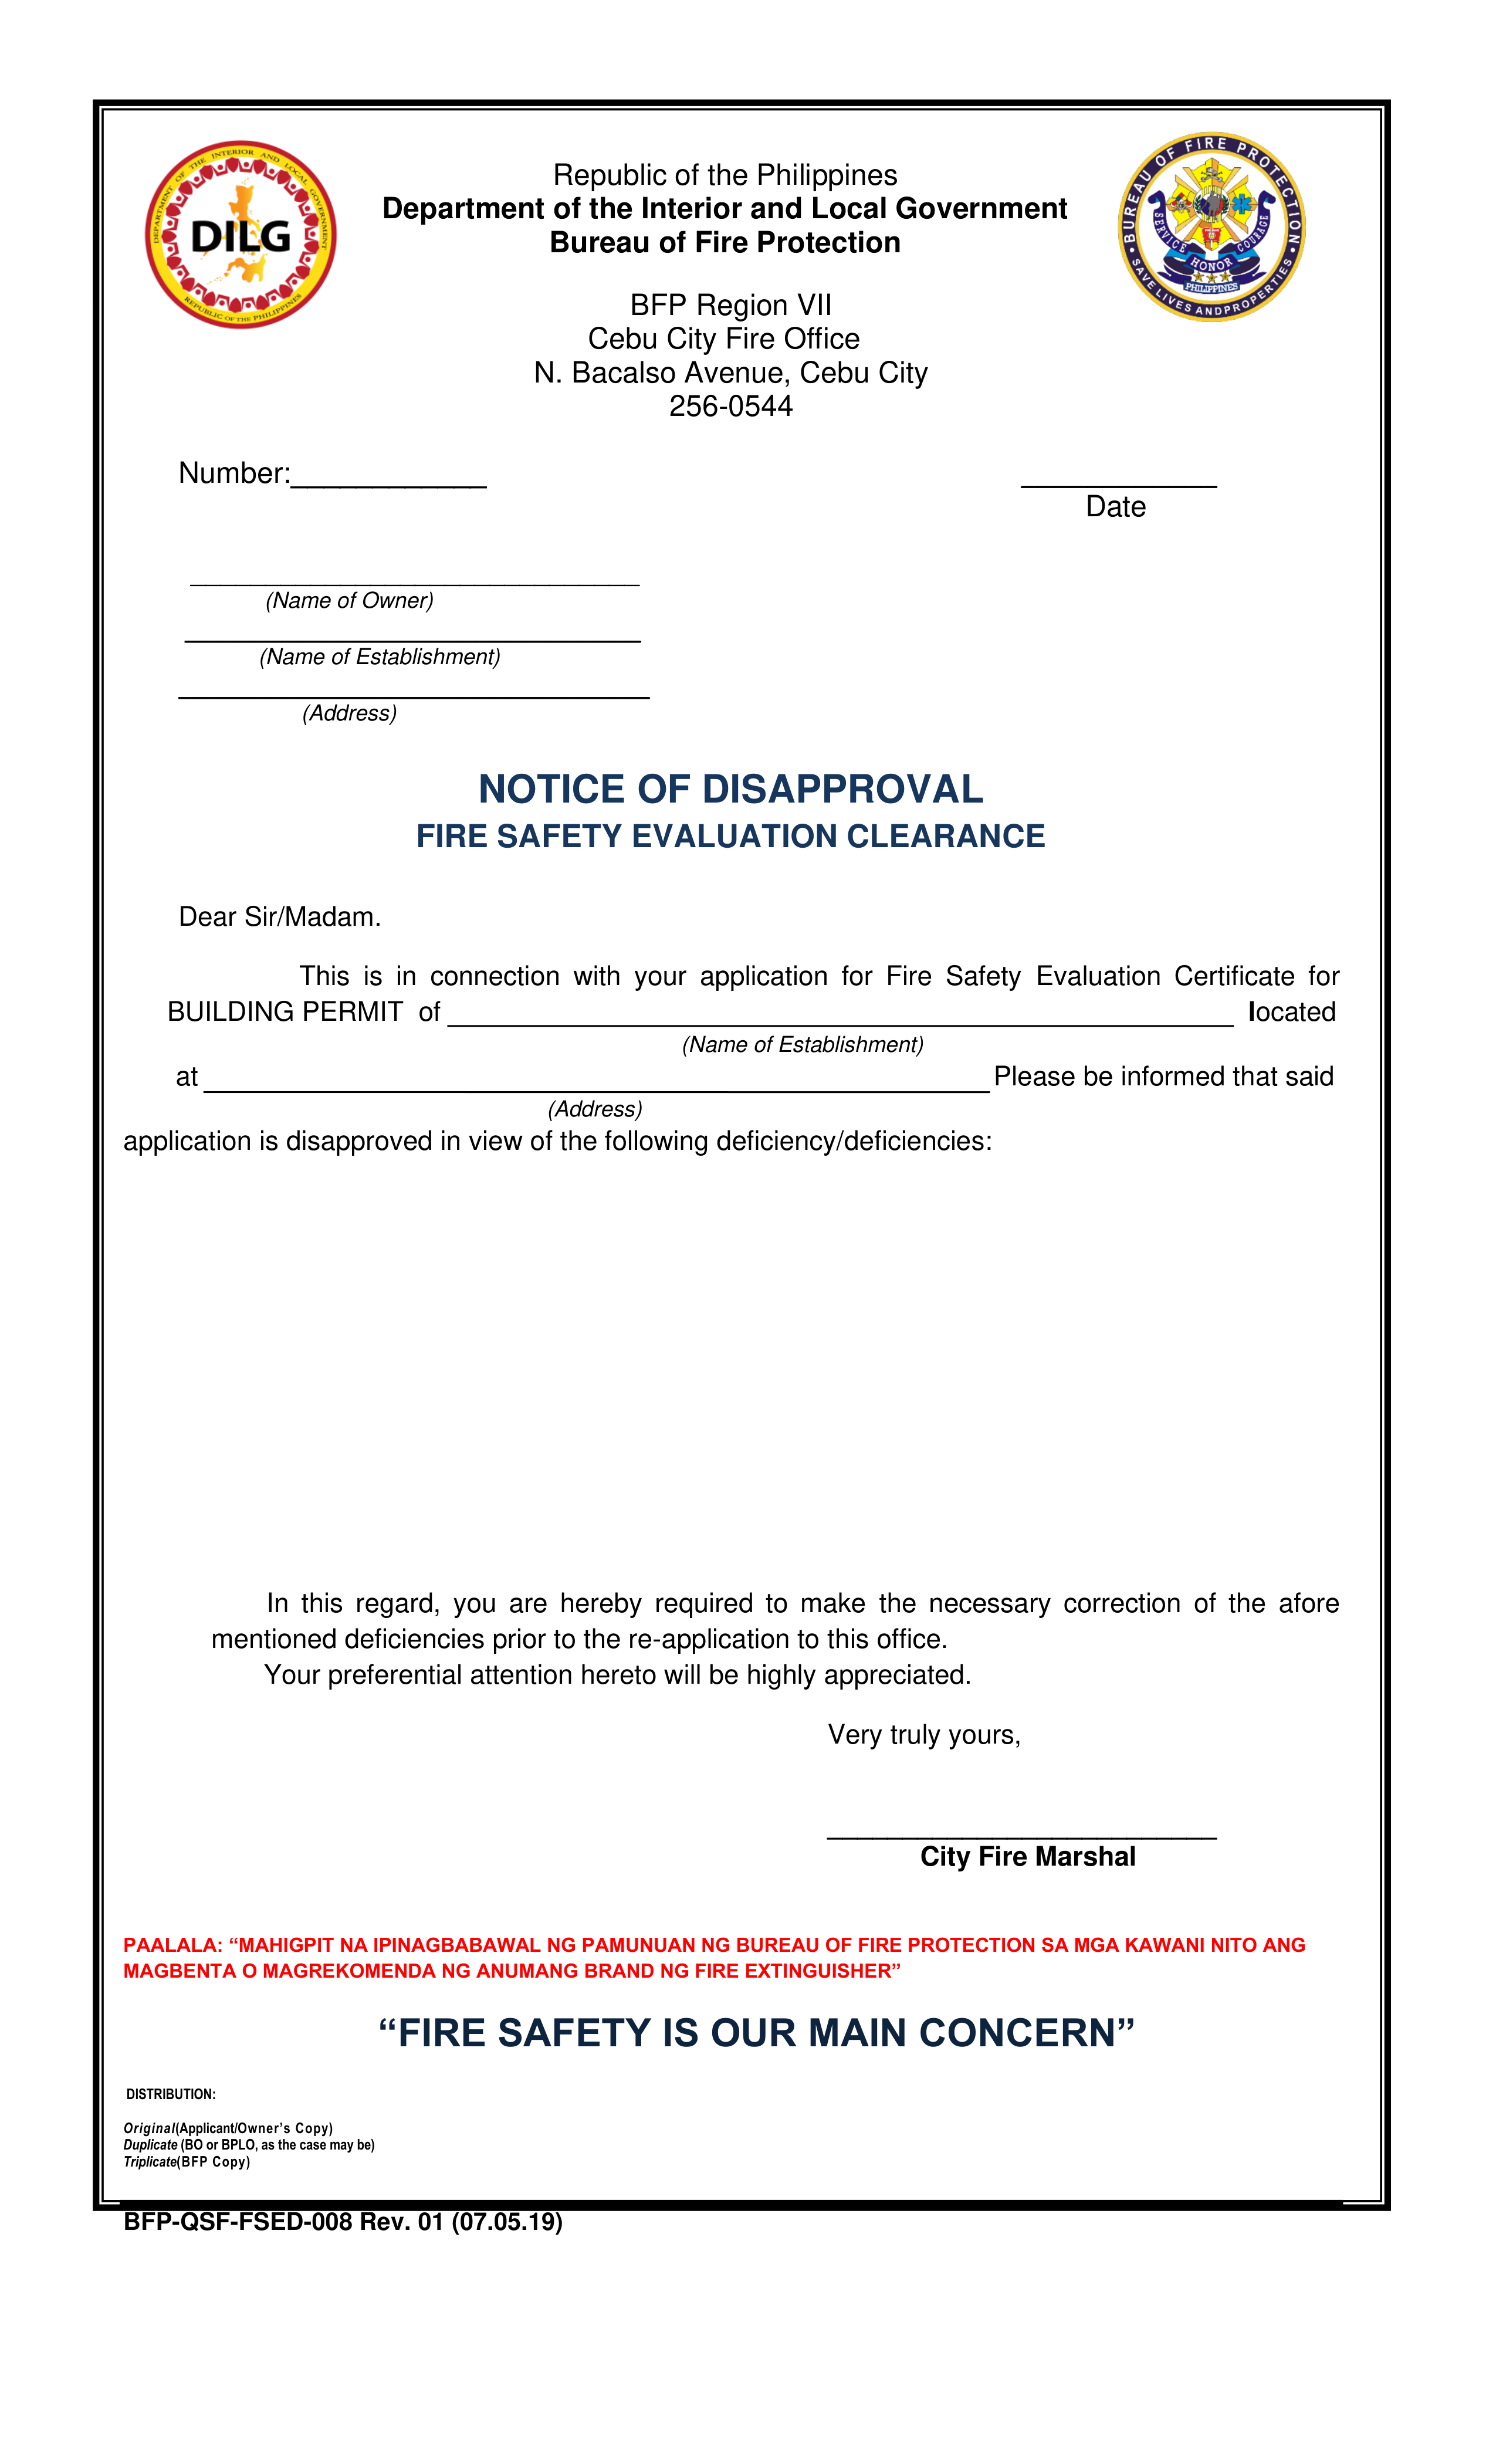 DEPARTMENT OF THE INTERIOR AND LOCAL GOVERNMENT
DILG
REPUBLIC OF THE PHILIPPINES
Republic of the Philippines
Department of the Interior and Local Government
Bureau of Fire Protection
BUREAU OF FIRE PROTECTION
SERVICE HONOR COURAGE
PHILIPPINES
SAVE LIVES AND PROPERTIES
BFP Region VII
Cebu City Fire Office
N. Bacalso Avenue, Cebu City
256-0544
Number:____________ ____________
Date
______________________________
(Name of Owner)
______________________________
(Name of Establishment)
______________________________
(Address)
NOTICE OF DISAPPROVAL
FIRE SAFETY EVALUATION CLEARANCE
Dear Sir/Madam.
This is in connection with your application for Fire Safety Evaluation Certificate for
BUILDING PERMIT of ______________________________ located
(Name of Establishment)
at ______________________________ Please be informed that said
(Address)
application is disapproved in view of the following deficiency/deficiencies:
In this regard, you are hereby required to make the necessary correction of the afore
mentioned deficiencies prior to the re-application to this office.
Your preferential attention hereto will be highly appreciated.
Very truly yours,
__________________________
City Fire Marshal
PAALALA: “MAHIGPIT NA IPINAGBABAWAL NG PAMUNUAN NG BUREAU OF FIRE PROTECTION SA MGA KAWANI NITO ANG
MAGBENTA O MAGREKOMENDA NG ANUMANG BRAND NG FIRE EXTINGUISHER”
“FIRE SAFETY IS OUR MAIN CONCERN”
DISTRIBUTION:
Original(Applicant/Owner’s Copy)
Duplicate (BO or BPLO, as the case may be)
Triplicate(BFP Copy)
BFP-QSF-FSED-008 Rev. 01 (07.05.19)